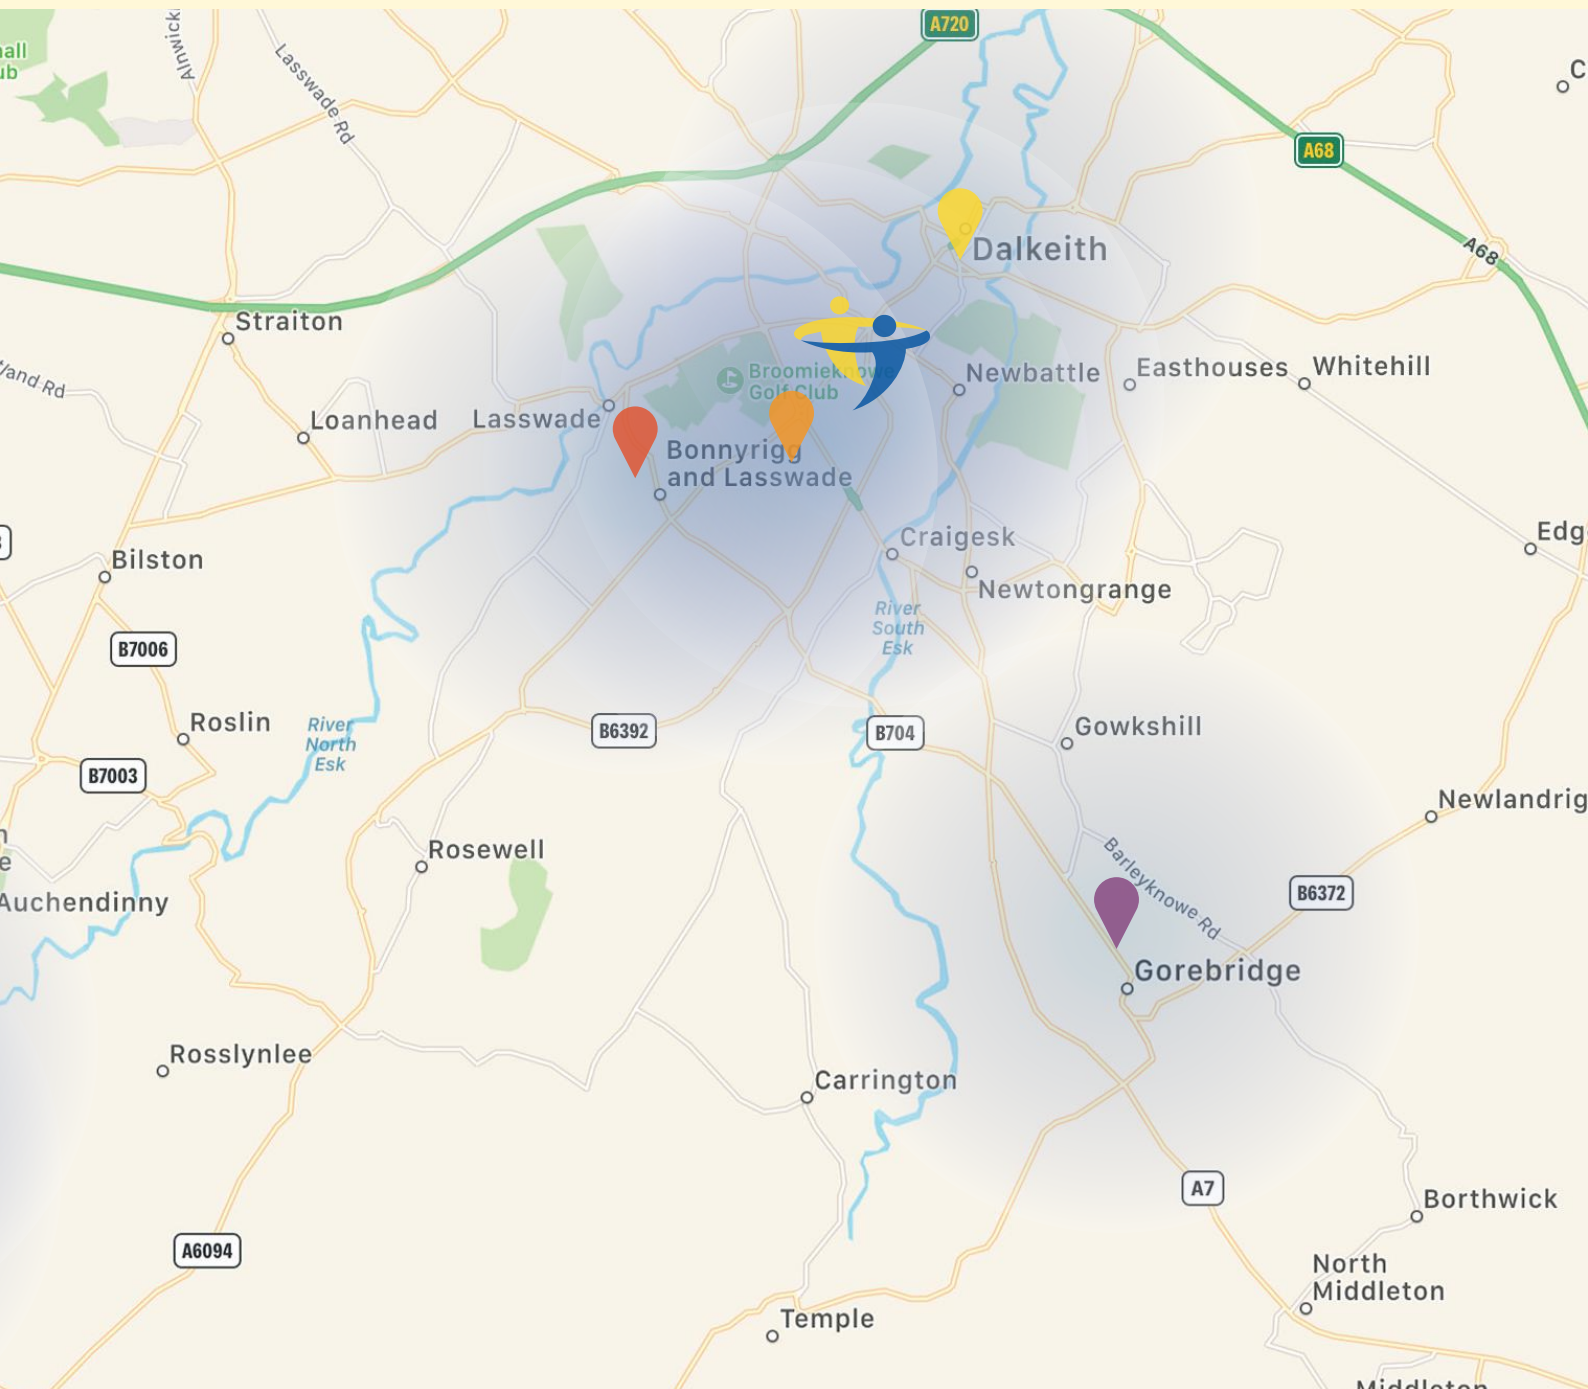 A720
Alnwick
Lasswade Rd
A68
A68
Dalkeith
Straiton
Broomieknowe
Golf Club
Newbattle
Easthouses
Whitehill
Loanhead
Lasswade
Bonnyrigg
and Lasswade
Craigesk
Newtongrange
Bilston
River
South
Esk
B7006
Roslin
River
North
Esk
B6392
B704
Gowkshill
B7003
Newlandrig
Rosewell
Barleyknowe Rd
B6372
Auchendinny
Gorebridge
Rosslynlee
Carrington
A7
Borthwick
A6094
North
Middleton
Temple
Middleton